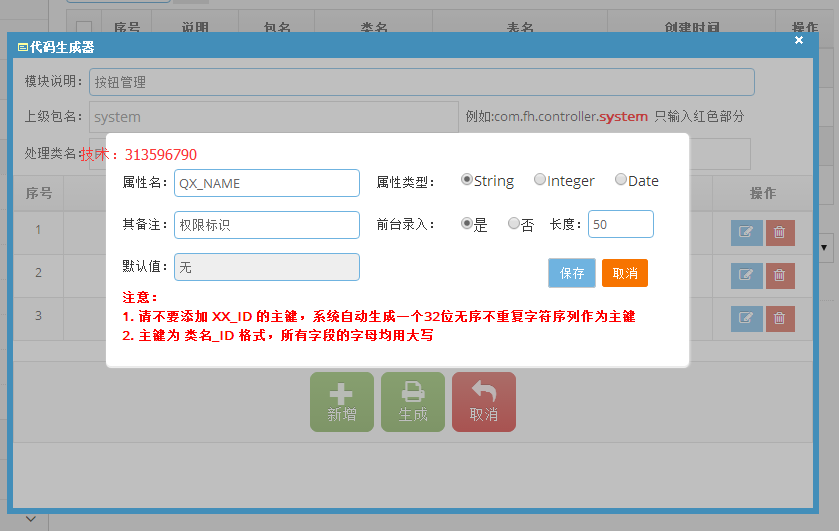 序号 说明 包名 类名 表名 创建时间 操作
代码生成器 ×
模块说明: 按钮管理
上级包名: system 例如:com.fh.controller.system 只输入红色部分
处理类名:
技术：313596790
属性名: QX_NAME 属性类型: String Integer Date
其备注: 权限标识 前台录入: 是 否 长度: 50
默认值: 无 保存 取消
注意：
1. 请不要添加 XX_ID 的主键，系统自动生成一个32位无序不重复字符序列作为主键
2. 主键为 类名_ID 格式，所有字段的字母均用大写
序号 操作
1
2
3
新增 生成 取消